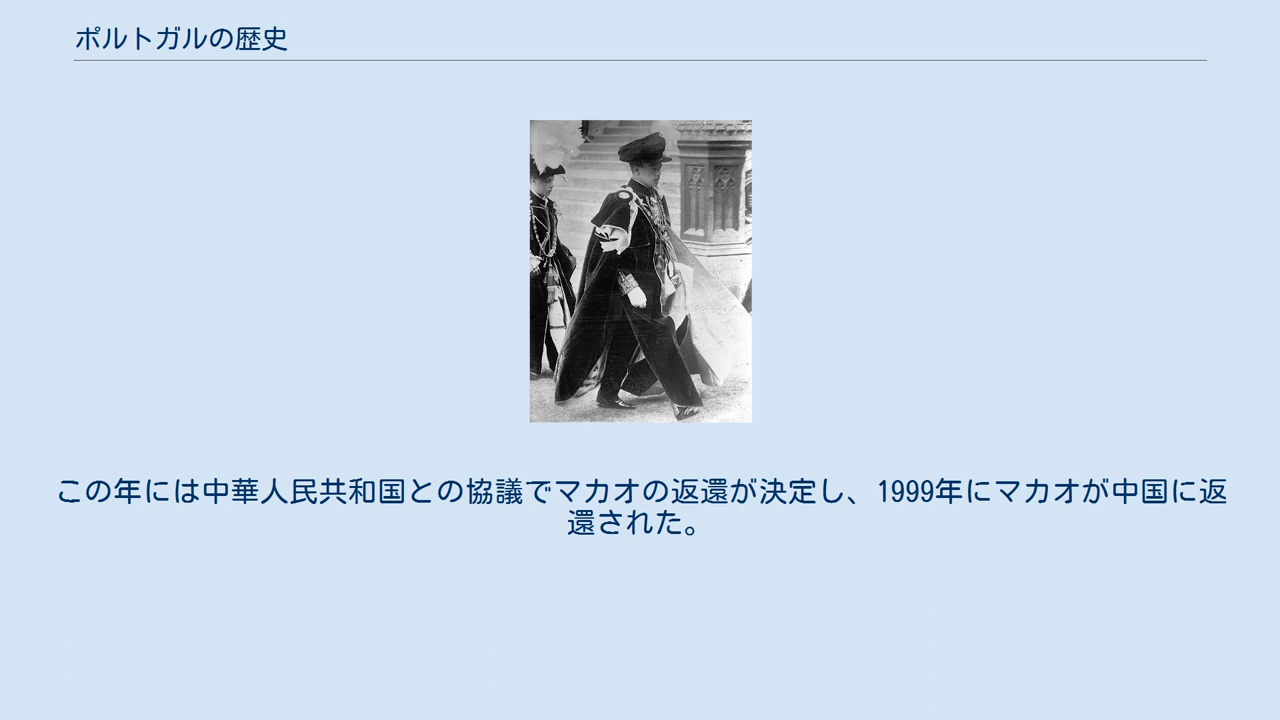 ポルトガルの歴史
この年には中華人民共和国との協議でマカオの返還が決定し、1999年にマカオが中国に返
還された。